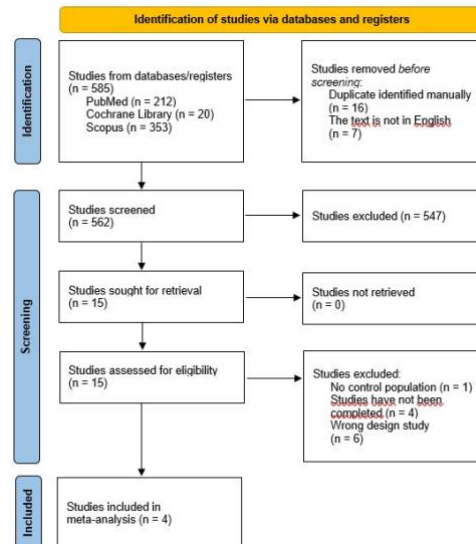 Identification of studies via databases and registers
Identification
Studies from databases/registers
(n = 585)
PubMed (n = 212)
Cochrane Library (n = 20)
Scopus (n = 353)
Studies removed before
screening:
Duplicate identified manually
(n = 16)
The text is not in English
(n = 7)
Screening
Studies screened
(n = 562)
Studies excluded (n = 547)
Studies sought for retrieval
(n = 15)
Studies not retrieved
(n = 0)
Studies assessed for eligibility
(n = 15)
Studies excluded:
No control population (n = 1)
Studies have not been
completed (n = 4)
Wrong design study
(n = 6)
Included
Studies included in
meta-analysis (n = 4)